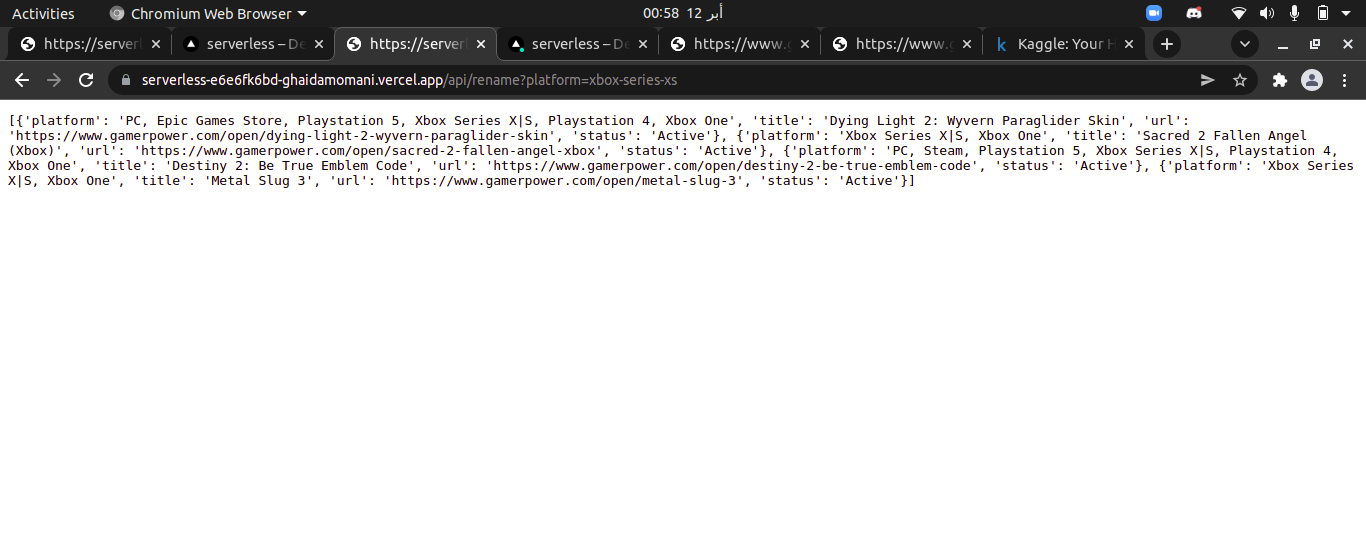 Activities
Chromium Web Browser
00:58 12 أبر
https://server
serverless – De
https://server
serverless – De
https://www.g
https://www.g
Kaggle: Your H
serverless-e6e6fk6bd-ghaidamomani.vercel.app/api/rename?platform=xbox-series-xs
[{'platform': 'PC, Epic Games Store, Playstation 5, Xbox Series X|S, Playstation 4, Xbox One', 'title': 'Dying Light 2: Wyvern Paraglider Skin', 'url':
'https://www.gamerpower.com/open/dying-light-2-wyvern-paraglider-skin', 'status': 'Active'}, {'platform': 'Xbox Series X|S, Xbox One', 'title': 'Sacred 2 Fallen Angel
(Xbox)', 'url': 'https://www.gamerpower.com/open/sacred-2-fallen-angel-xbox', 'status': 'Active'}, {'platform': 'PC, Steam, Playstation 5, Xbox Series X|S, Playstation 4,
Xbox One', 'title': 'Destiny 2: Be True Emblem Code', 'url': 'https://www.gamerpower.com/open/destiny-2-be-true-emblem-code', 'status': 'Active'}, {'platform': 'Xbox Series
X|S, Xbox One', 'title': 'Metal Slug 3', 'url': 'https://www.gamerpower.com/open/metal-slug-3', 'status': 'Active'}]